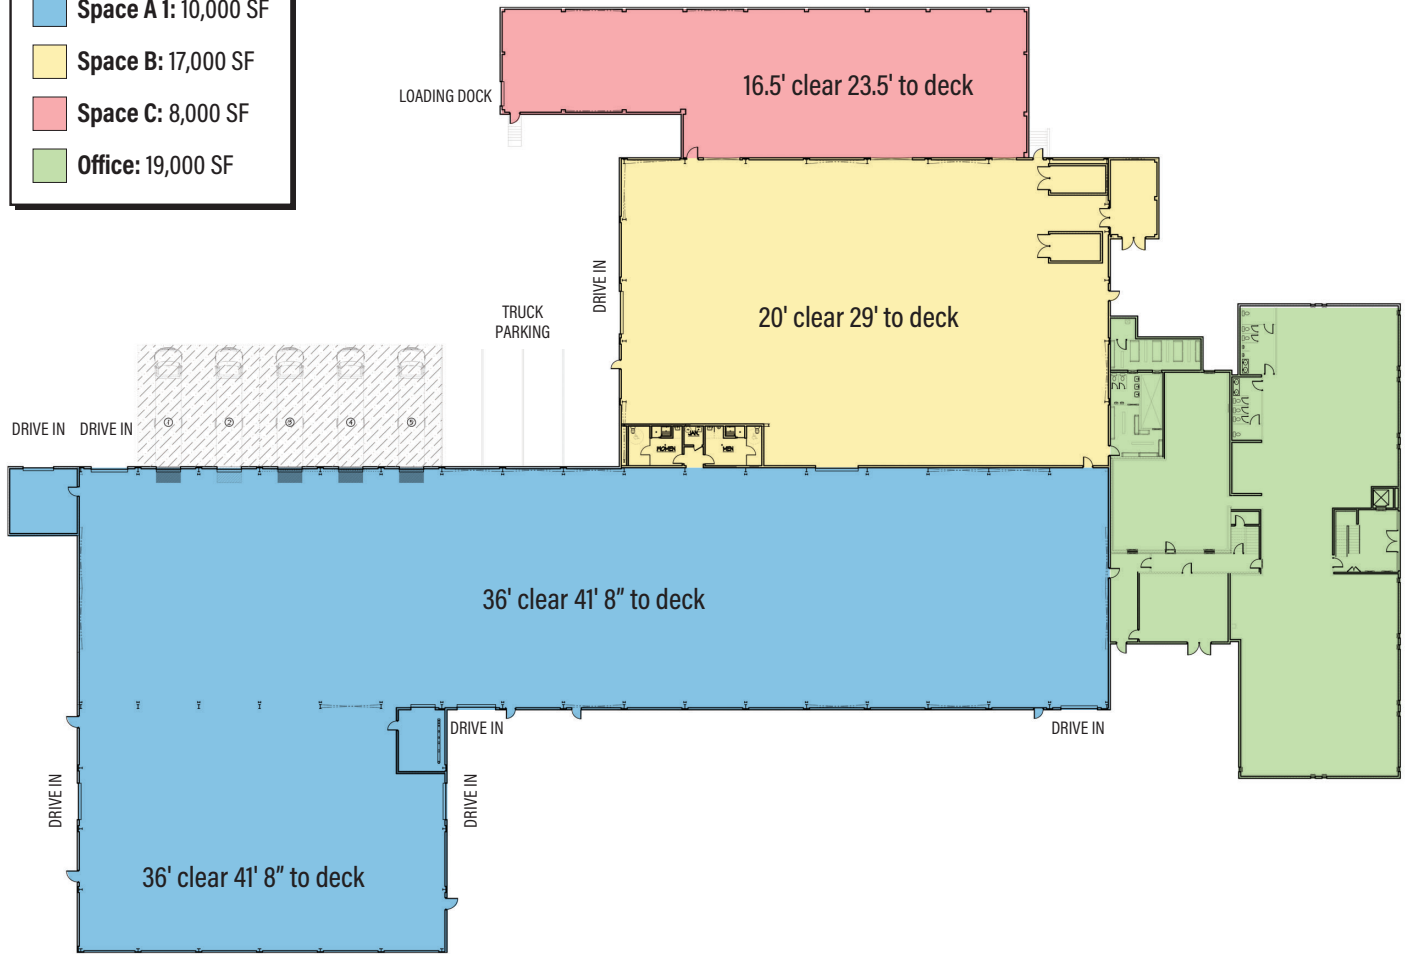 Space A 1: 10,000 SF
Space B: 17,000 SF
Space C: 8,000 SF
Office: 19,000 SF
LOADING DOCK
16.5' clear 23.5' to deck
DRIVE IN
TRUCK
PARKING
20' clear 29' to deck
DRIVE IN
DRIVE IN
1
2
3
4
5
WOMEN
MEN
36' clear 41' 8" to deck
DRIVE IN
DRIVE IN
DRIVE IN
DRIVE IN
36' clear 41' 8" to deck